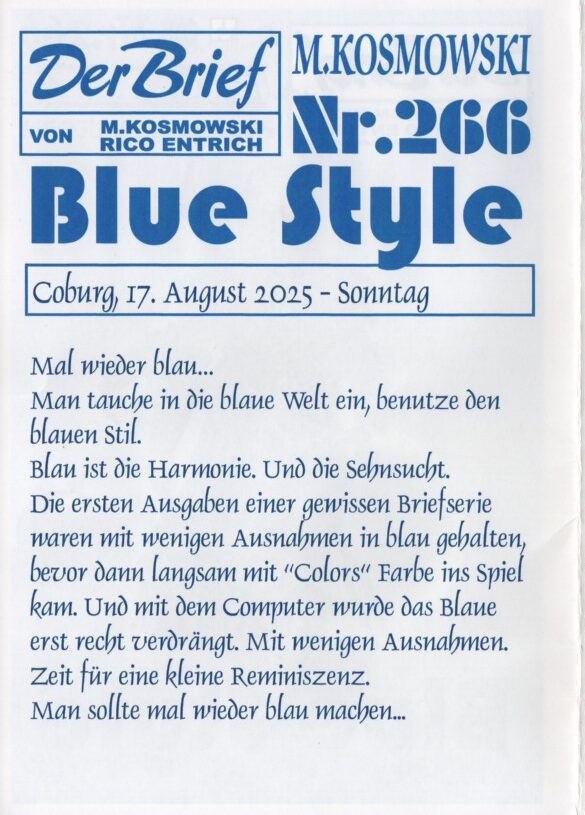 Der Brief
VON M.KOSMOWSKI
RICO ENTRICH
M.KOSMOWSKI
Nr.266
Blue Style
Coburg, 17. August 2025 - Sonntag
Mal wieder blau...
Man tauche in die blaue Welt ein, benutze den
blauen Stil.
Blau ist die Harmonie. Und die Sehnsucht.
Die ersten Ausgaben einer gewissen Briefserie
waren mit wenigen Ausnahmen in blau gehalten,
bevor dann langsam mit “Colors“ Farbe ins Spiel
kam. Und mit dem Computer wurde das Blaue
erst recht verdrängt. Mit wenigen Ausnahmen.
Zeit für eine kleine Reminiszenz.
Man sollte mal wieder blau machen...